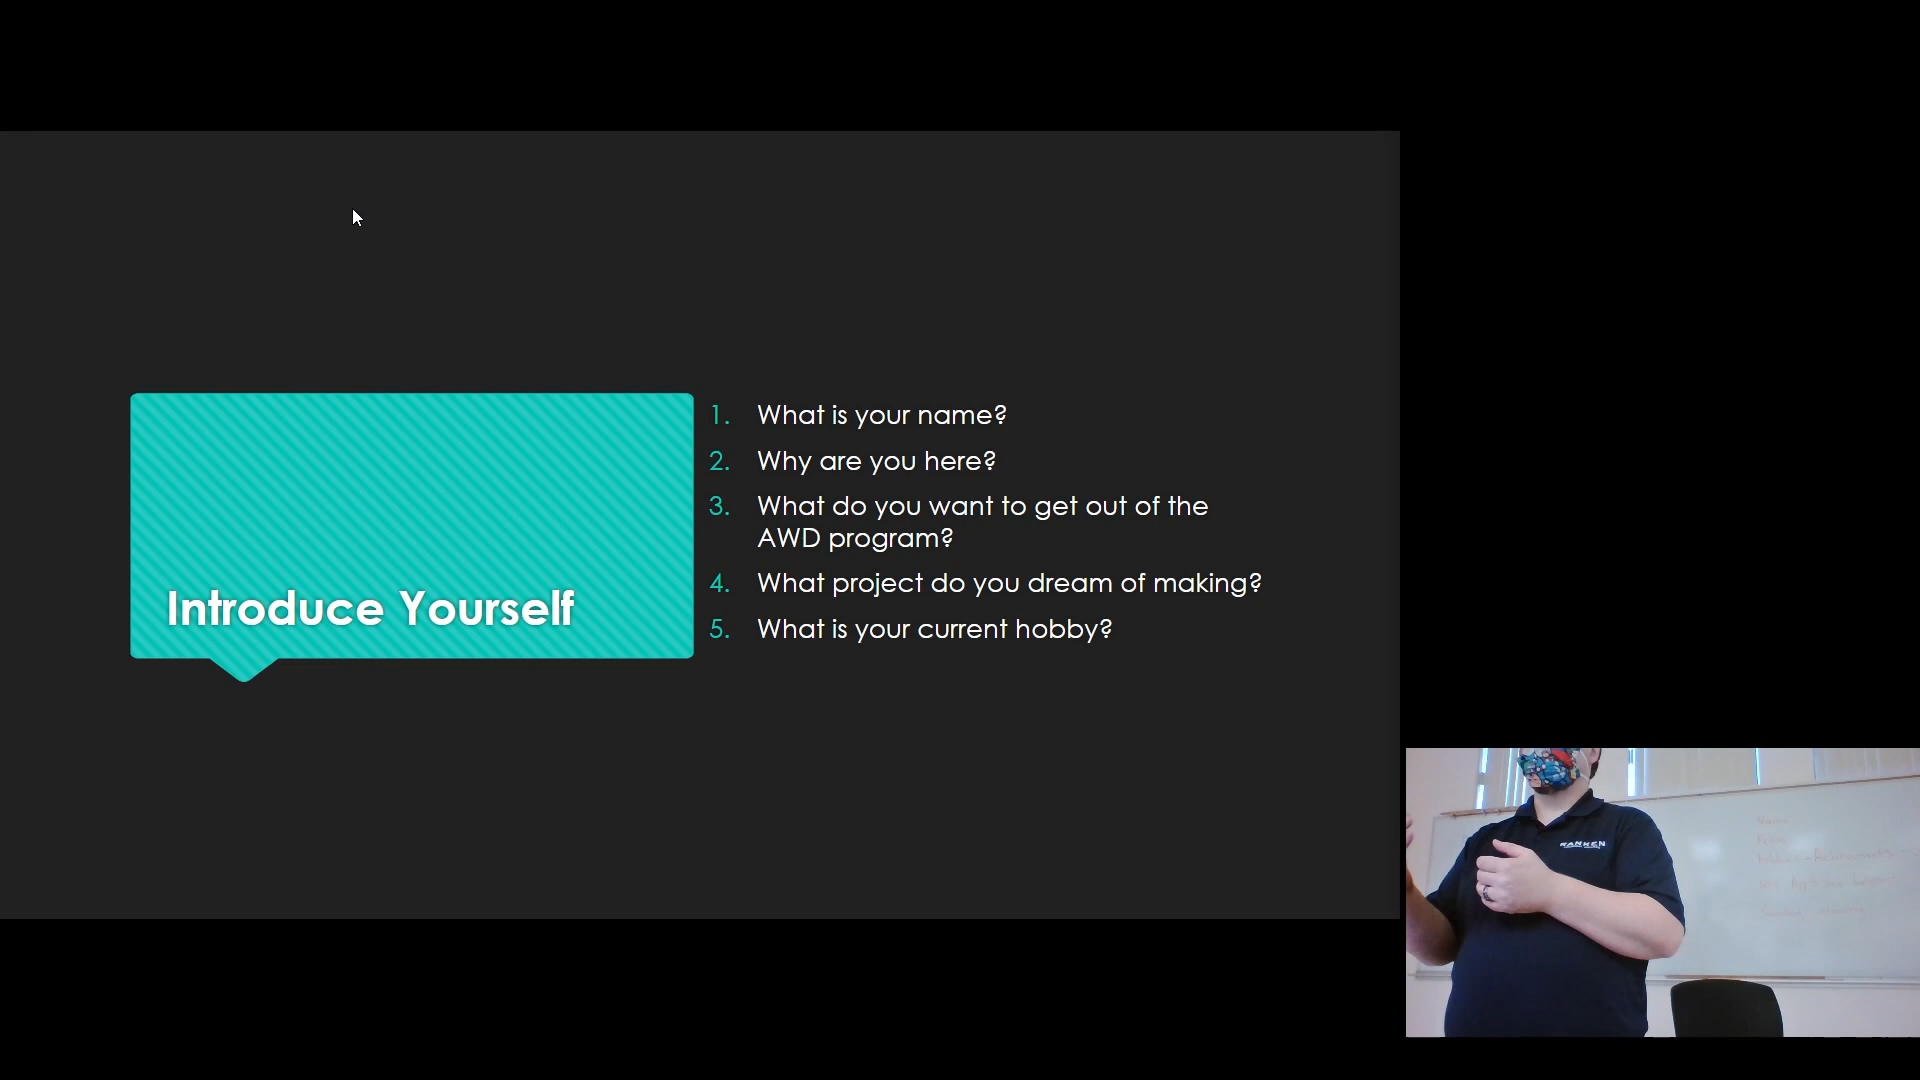 Introduce Yourself
1. What is your name?
2. Why are you here?
3. What do you want to get out of the
AWD program?
4. What project do you dream of making?
5. What is your current hobby?
RANKEN
Name